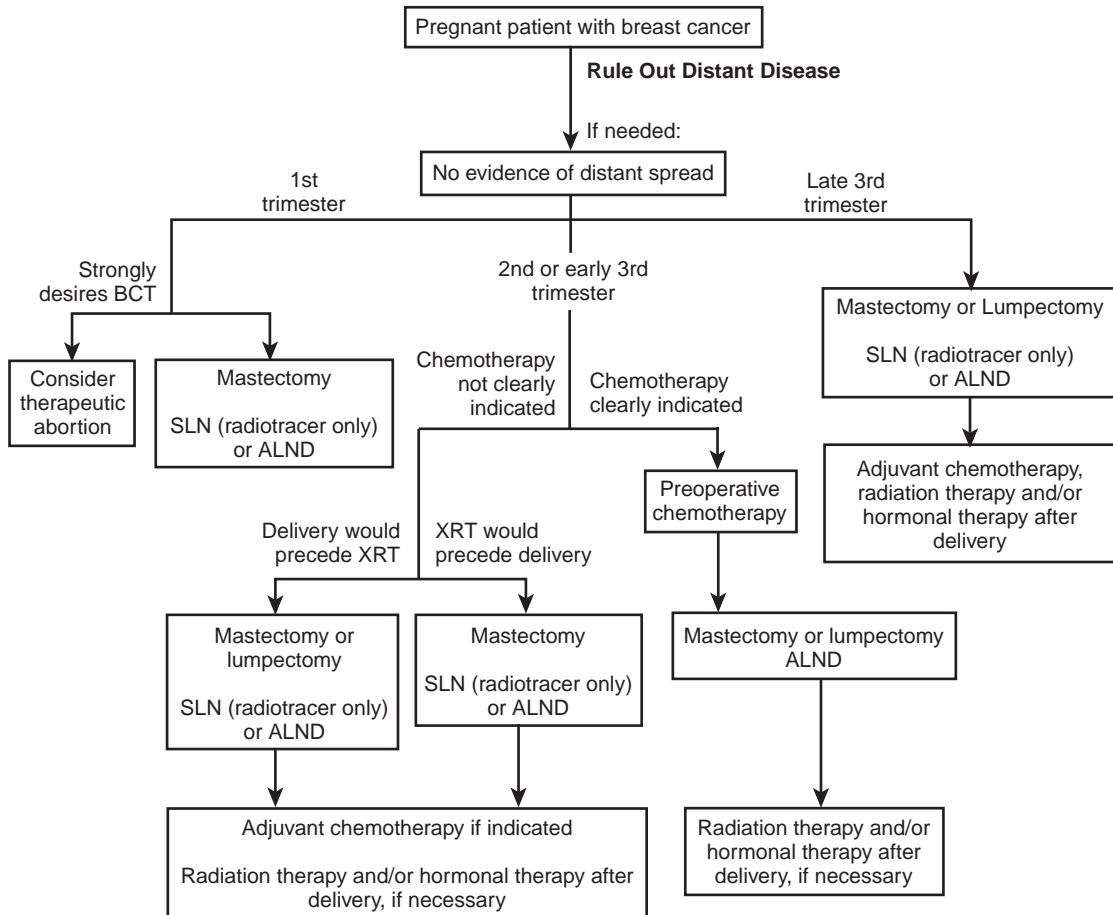 Pregnant patient with breast cancer
Rule Out Distant Disease
If needed:
No evidence of distant spread
1st
trimester
Late 3rd
trimester
2nd or early 3rd
trimester
Strongly
desires BCT
Consider
therapeutic
abortion
Mastectomy
SLN (radiotracer only)
or ALND
Chemotherapy
not clearly
indicated
Chemotherapy
clearly indicated
Mastectomy or Lumpectomy
SLN (radiotracer only)
or ALND
Adjuvant chemotherapy,
radiation therapy and/or
hormonal therapy after
delivery
Preoperative
chemotherapy
Delivery would
precede XRT
XRT would
precede delivery
Mastectomy or
lumpectomy
SLN (radiotracer only)
or ALND
Mastectomy
SLN (radiotracer only)
or ALND
Mastectomy or lumpectomy
ALND
Adjuvant chemotherapy if indicated
Radiation therapy and/or hormonal therapy after
delivery, if necessary
Radiation therapy and/or
hormonal therapy after
delivery, if necessary